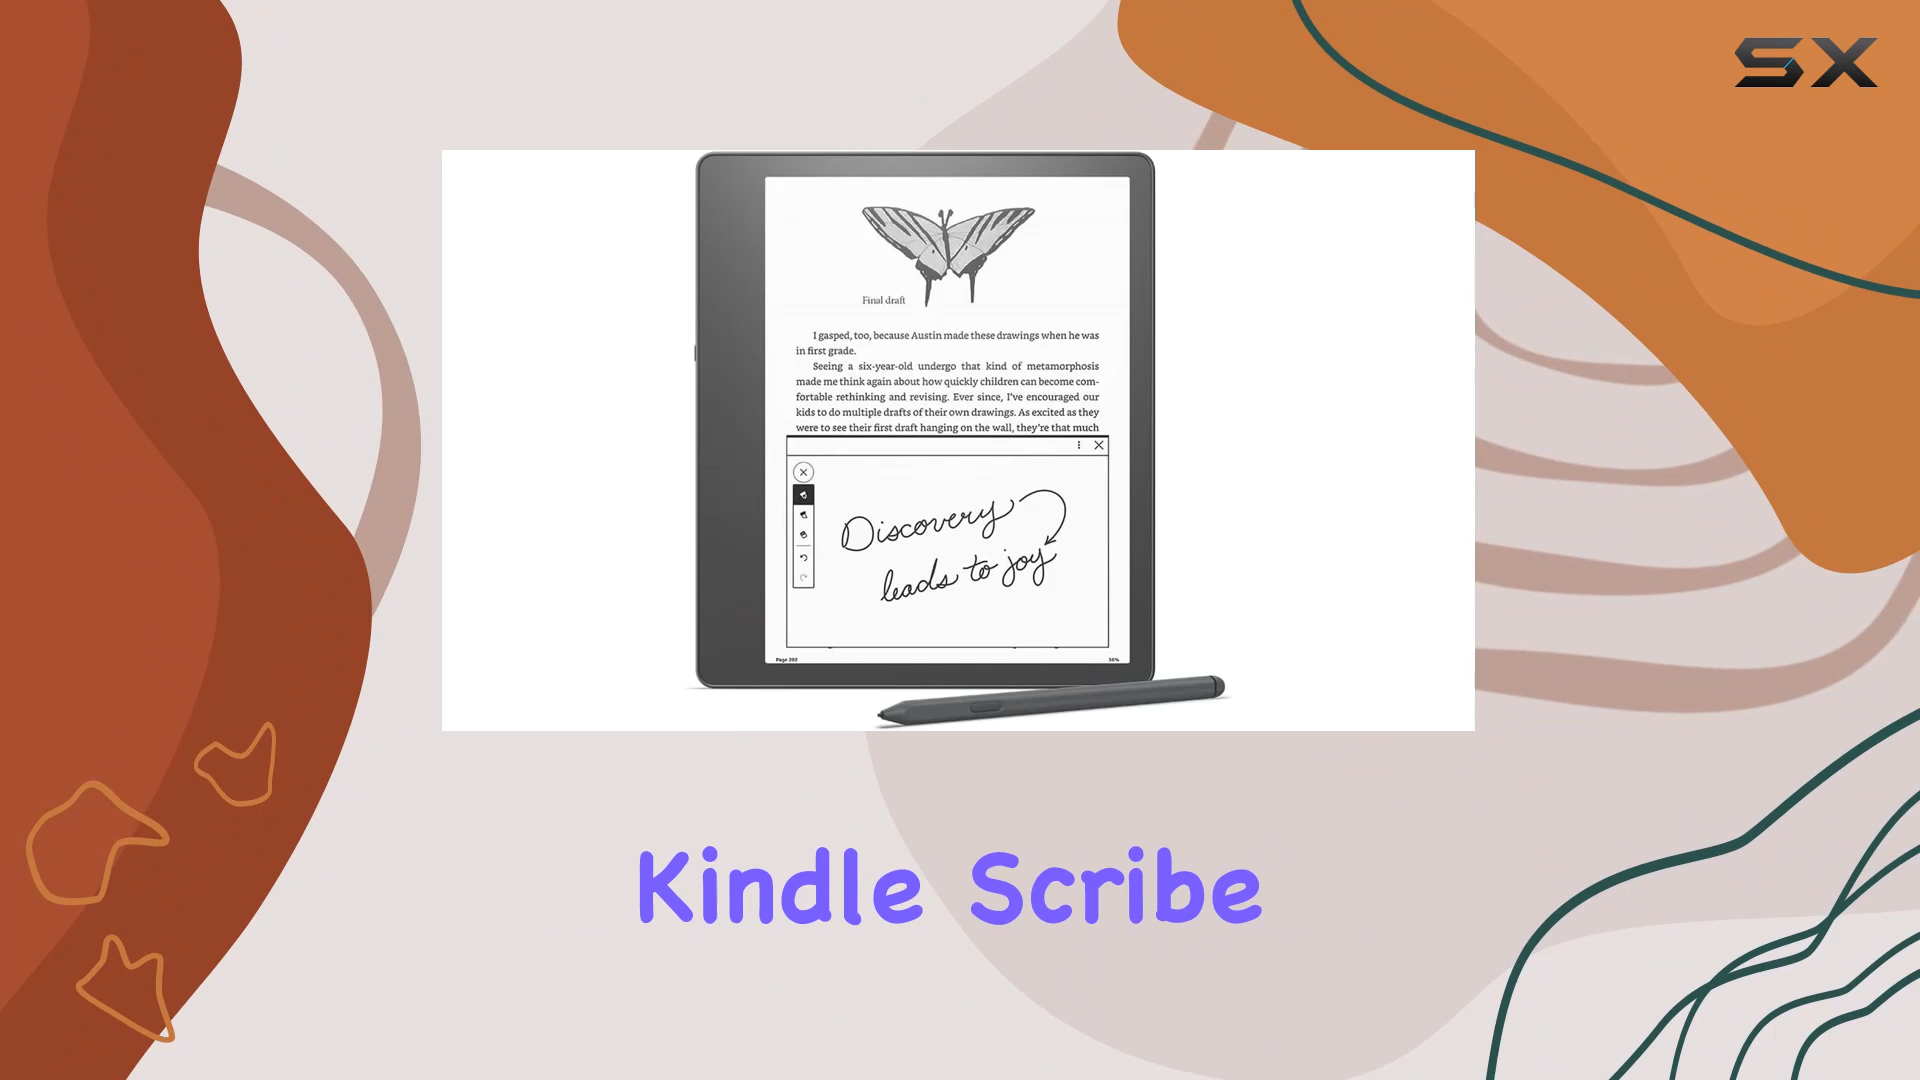 SX
Final draft
I gasped, too, because Austin made these drawings when he was
in first grade.
Seeing a six-year-old undergo that kind of metamorphosis
made me think again about how quickly children can become com-
fortable rethinking and revising. Ever since, I've encouraged our
kids to do multiple drafts of their own drawings. As excited as they
were to see their first draft hanging on the wall, they're that much
Discovery
leads to joy
Page 202
36%
Kindle Scribe